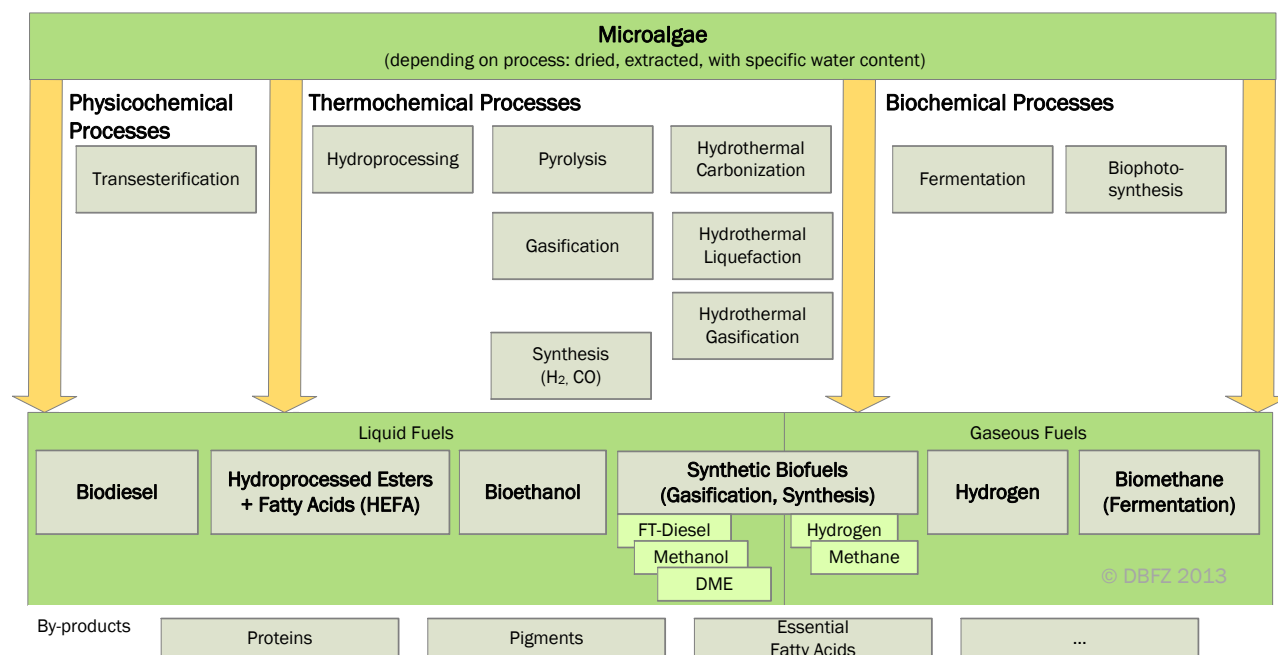 Microalgae
(depending on process: dried, extracted, with specific water content)
Physicochemical
Processes
Transesterification
Thermochemical Processes
Hydroprocessing
Pyrolysis
Hydrothermal
Carbonization
Gasification
Hydrothermal
Liquefaction
Hydrothermal
Gasification
Synthesis
(H₂, CO)
Biochemical Processes
Fermentation
Biophoto-
synthesis
Liquid Fuels
Gaseous Fuels
Biodiesel
Hydroprocessed Esters
+ Fatty Acids (HEFA)
Bioethanol
Synthetic Biofuels
(Gasification, Synthesis)
FT-Diesel
Methanol
DME
Hydrogen
Methane
Hydrogen
Biomethane
(Fermentation)
© DBFZ 2013
By-products
Proteins
Pigments
Essential
Fatty Acids
...